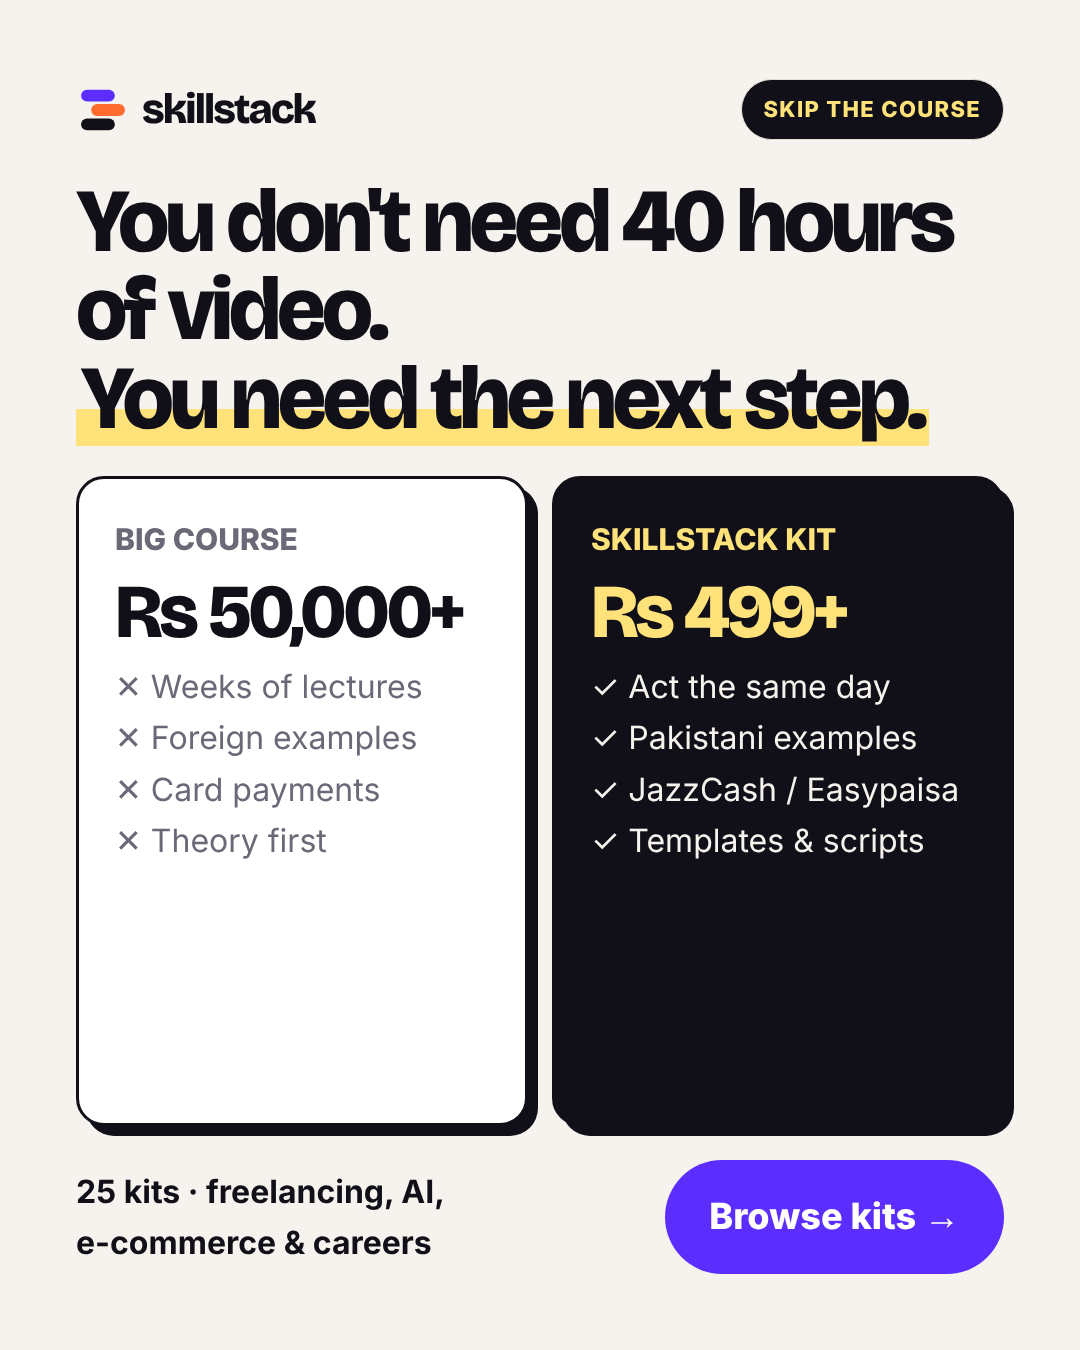 skillstack
SKIP THE COURSE
You don't need 40 hours
of video.
You need the next step.
BIG COURSE
Rs 50,000+
✕ Weeks of lectures
✕ Foreign examples
✕ Card payments
✕ Theory first
SKILLSTACK KIT
Rs 499+
✓ Act the same day
✓ Pakistani examples
✓ JazzCash / Easypaisa
✓ Templates & scripts
25 kits · freelancing, AI,
e-commerce & careers
Browse kits →